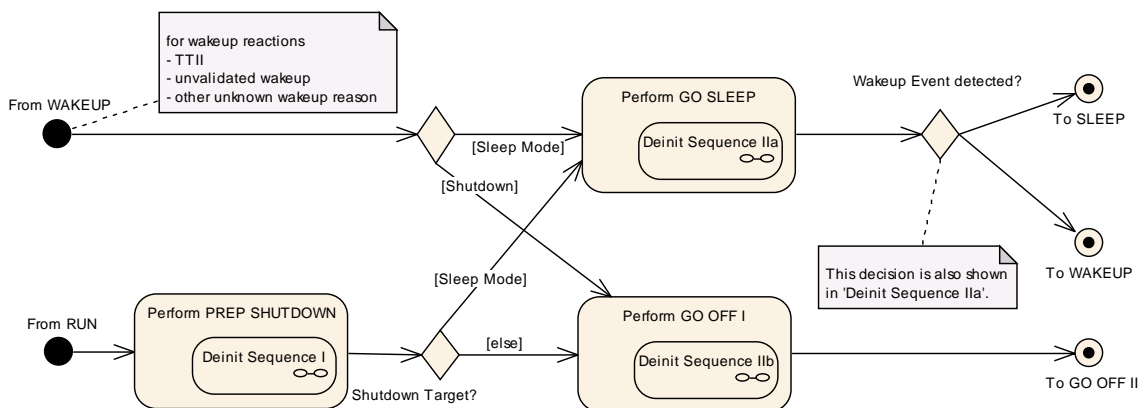 for wakeup reactions
- TTII
- unvalidated wakeup
- other unknown wakeup reason
From WAKEUP
[Sleep Mode]
[Shutdown]
Perform GO SLEEP
Deinit Sequence IIa
Wakeup Event detected?
To SLEEP
To WAKEUP
This decision is also shown
in 'Deinit Sequence IIa'.
[Sleep Mode]
From RUN
Perform PREP SHUTDOWN
Deinit Sequence I
Shutdown Target?
[else]
Perform GO OFF I
Deinit Sequence IIb
To GO OFF II